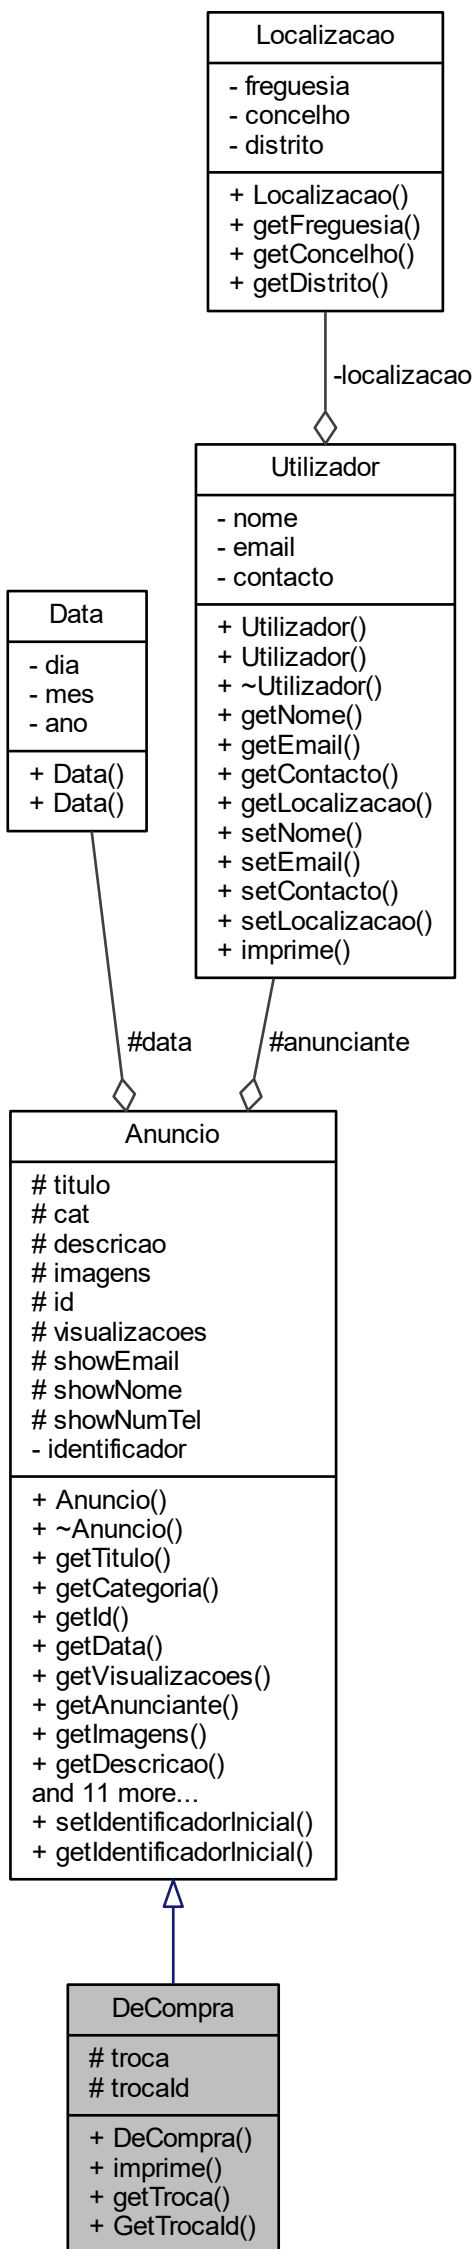 Localizacao
- freguesia
- concelho
- distrito
+ Localizacao()
+ getFreguesia()
+ getConcelho()
+ getDistrito()
-localizacao
Utilizador
- nome
- email
- contacto
+ Utilizador()
+ Utilizador()
+ ~Utilizador()
+ getNome()
+ getEmail()
+ getContacto()
+ getLocalizacao()
+ setNome()
+ setEmail()
+ setContacto()
+ setLocalizacao()
+ imprime()
Data
- dia
- mes
- ano
+ Data()
+ Data()
#data
#anunciante
Anuncio
# titulo
# cat
# descricao
# imagens
# id
# visualizacoes
# showEmail
# showNome
# showNumTel
- identificador
+ Anuncio()
+ ~Anuncio()
+ getTitulo()
+ getCategoria()
+ getId()
+ getData()
+ getVisualizacoes()
+ getAnunciante()
+ getImagens()
+ getDescricao()
and 11 more...
+ setIdentificadorInicial()
+ getIdentificadorInicial()
DeCompra
# troca
# trocaId
+ DeCompra()
+ imprime()
+ getTroca()
+ GetTrocaId()